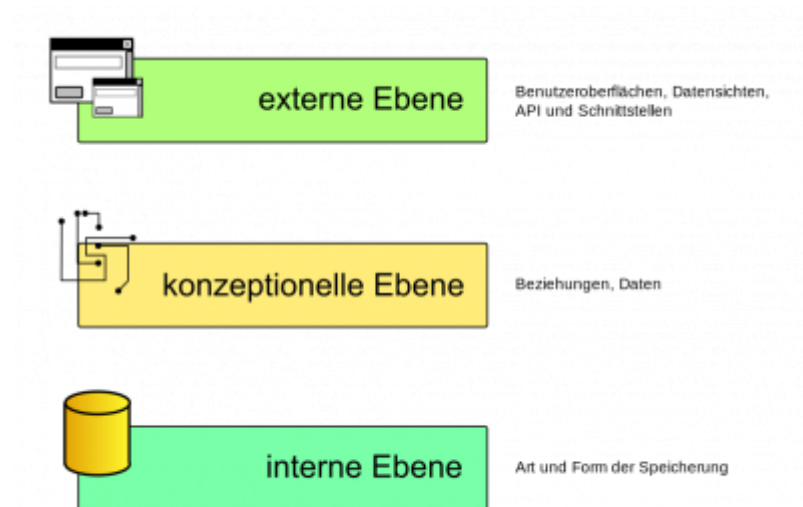 externe Ebene
Benutzeroberflächen, Datensichten,
API und Schnittstellen
konzeptionelle Ebene
Beziehungen, Daten
interne Ebene
Art und Form der Speicherung